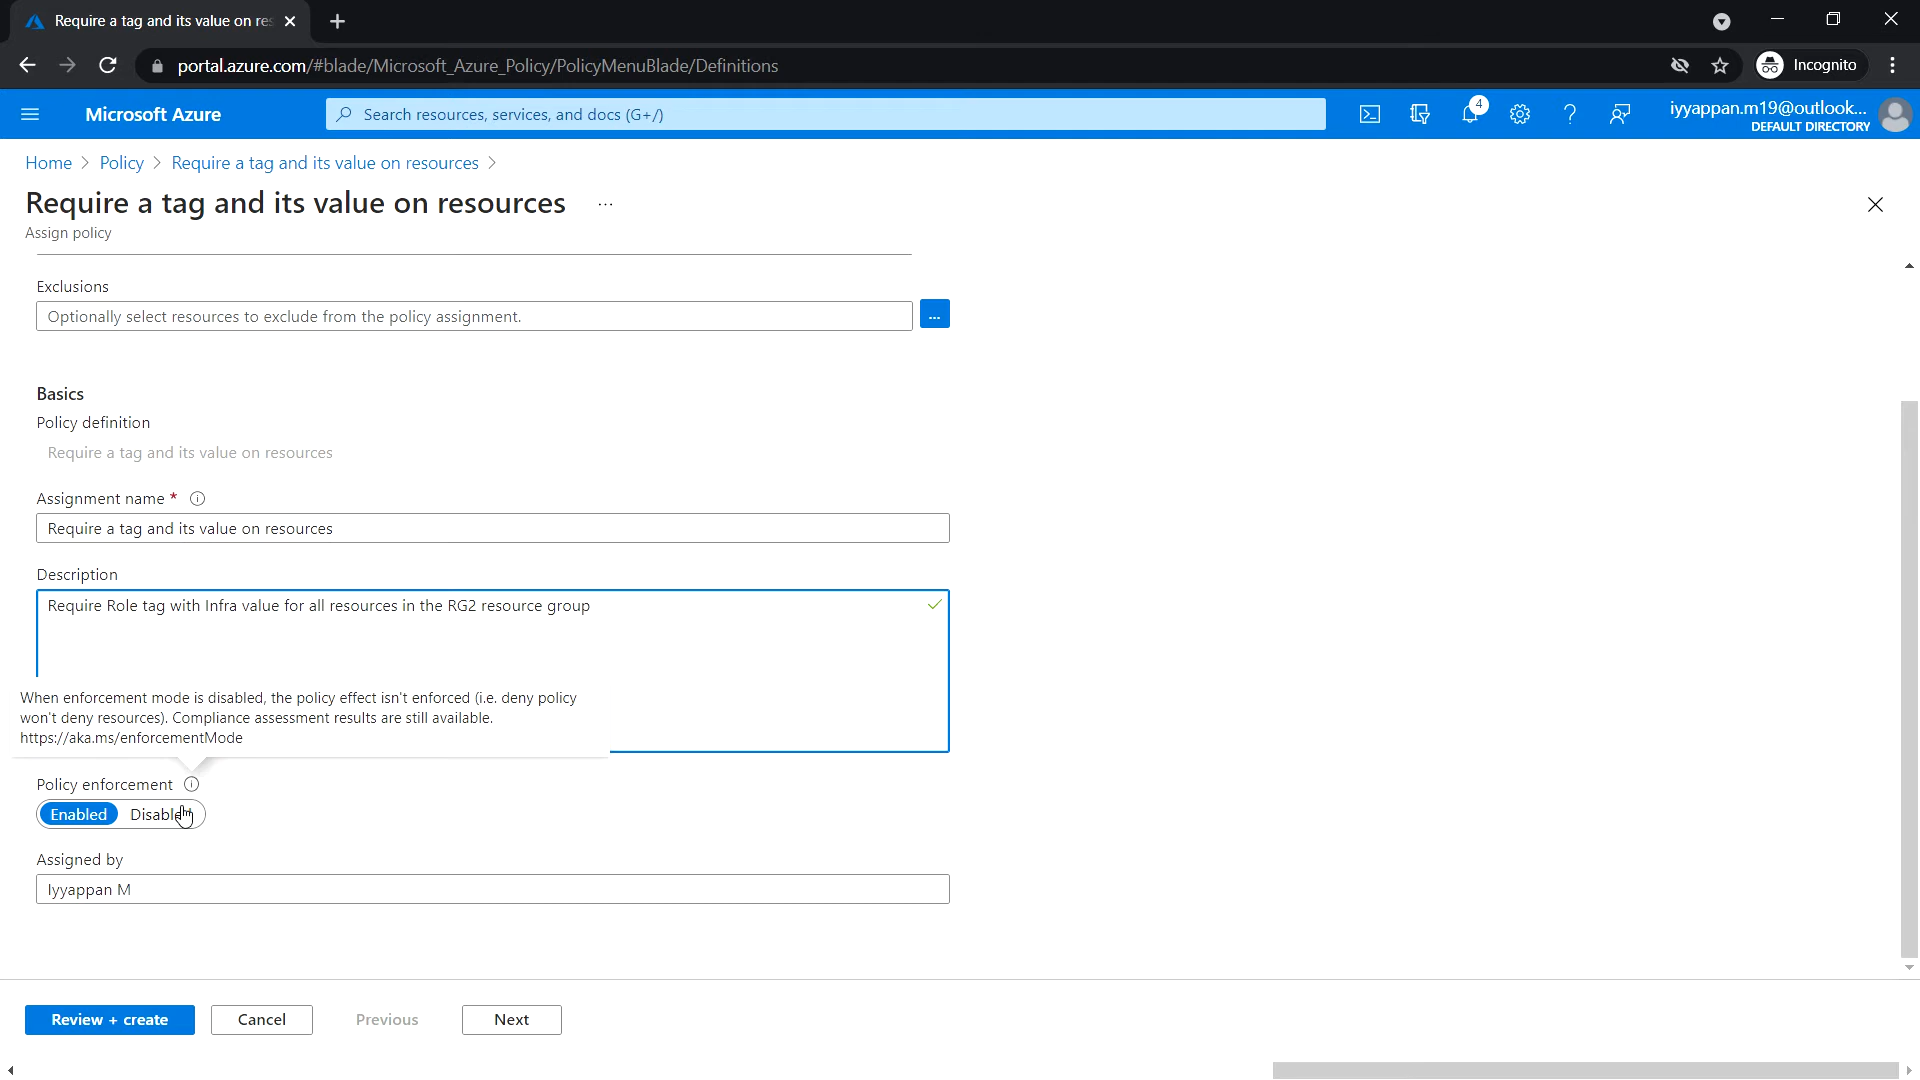 Require a tag and its value on res
portal.azure.com/#blade/Microsoft_Azure_Policy/PolicyMenuBlade/Definitions
Incognito
Microsoft Azure
Search resources, services, and docs (G+/)
4
iyyappan.m19@outlook...
DEFAULT DIRECTORY
Home > Policy > Require a tag and its value on resources >
Require a tag and its value on resources ...
Assign policy
Exclusions
Optionally select resources to exclude from the policy assignment.
...
Basics
Policy definition
Require a tag and its value on resources
Assignment name *
Require a tag and its value on resources
Description
Require Role tag with Infra value for all resources in the RG2 resource group
When enforcement mode is disabled, the policy effect isn't enforced (i.e. deny policy
won't deny resources). Compliance assessment results are still available.
https://aka.ms/enforcementMode
Policy enforcement
Enabled Disabled
Assigned by
Iyyappan M
Review + create Cancel Previous Next